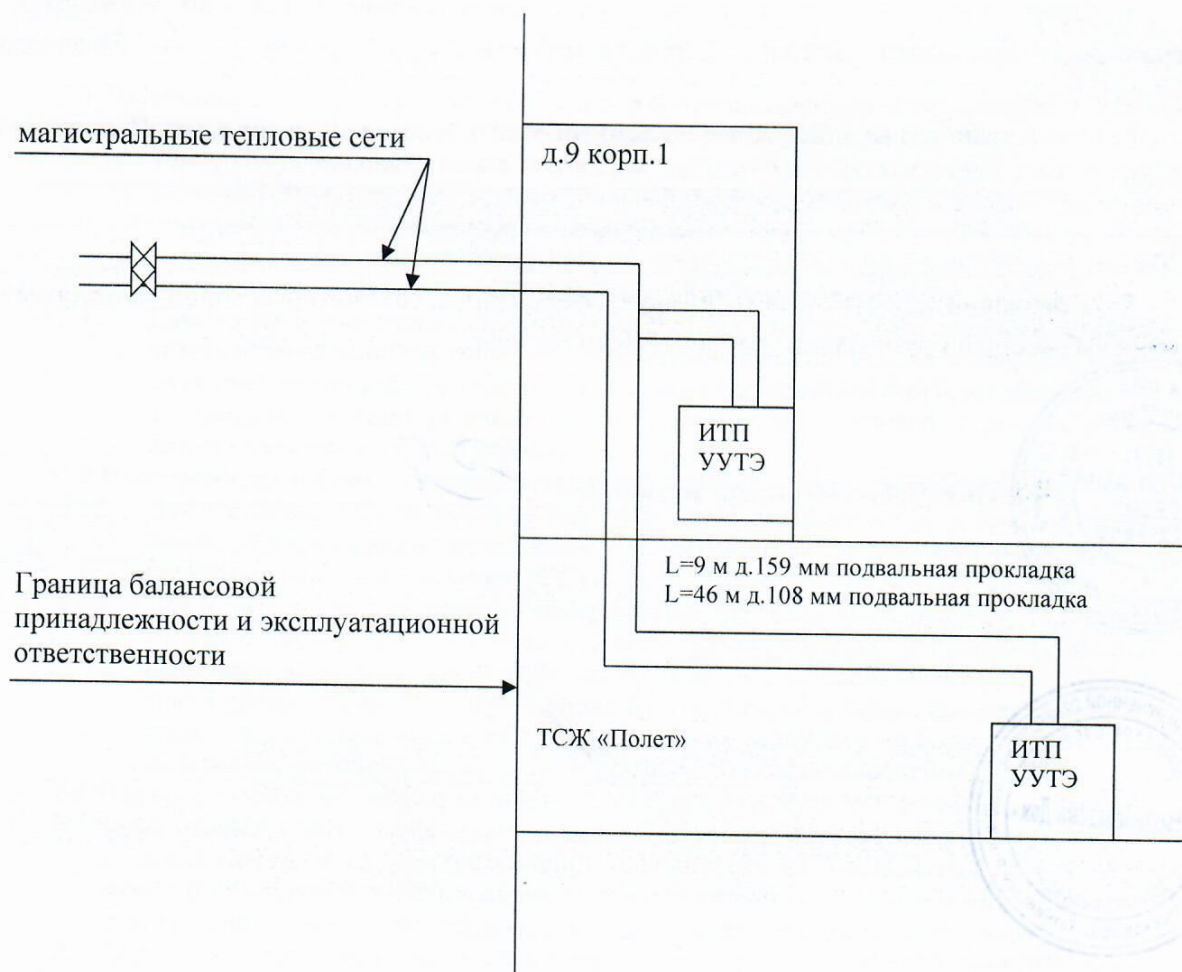 магистральные тепловые сети
д.9 корп.1
ИТП
УУТЭ
L=9 м д.159 мм подвальная прокладка
L=46 м д.108 мм подвальная прокладка
Граница балансовой
принадлежности и эксплуатационной
ответственности
ТСЖ «Полет»
ИТП
УУТЭ